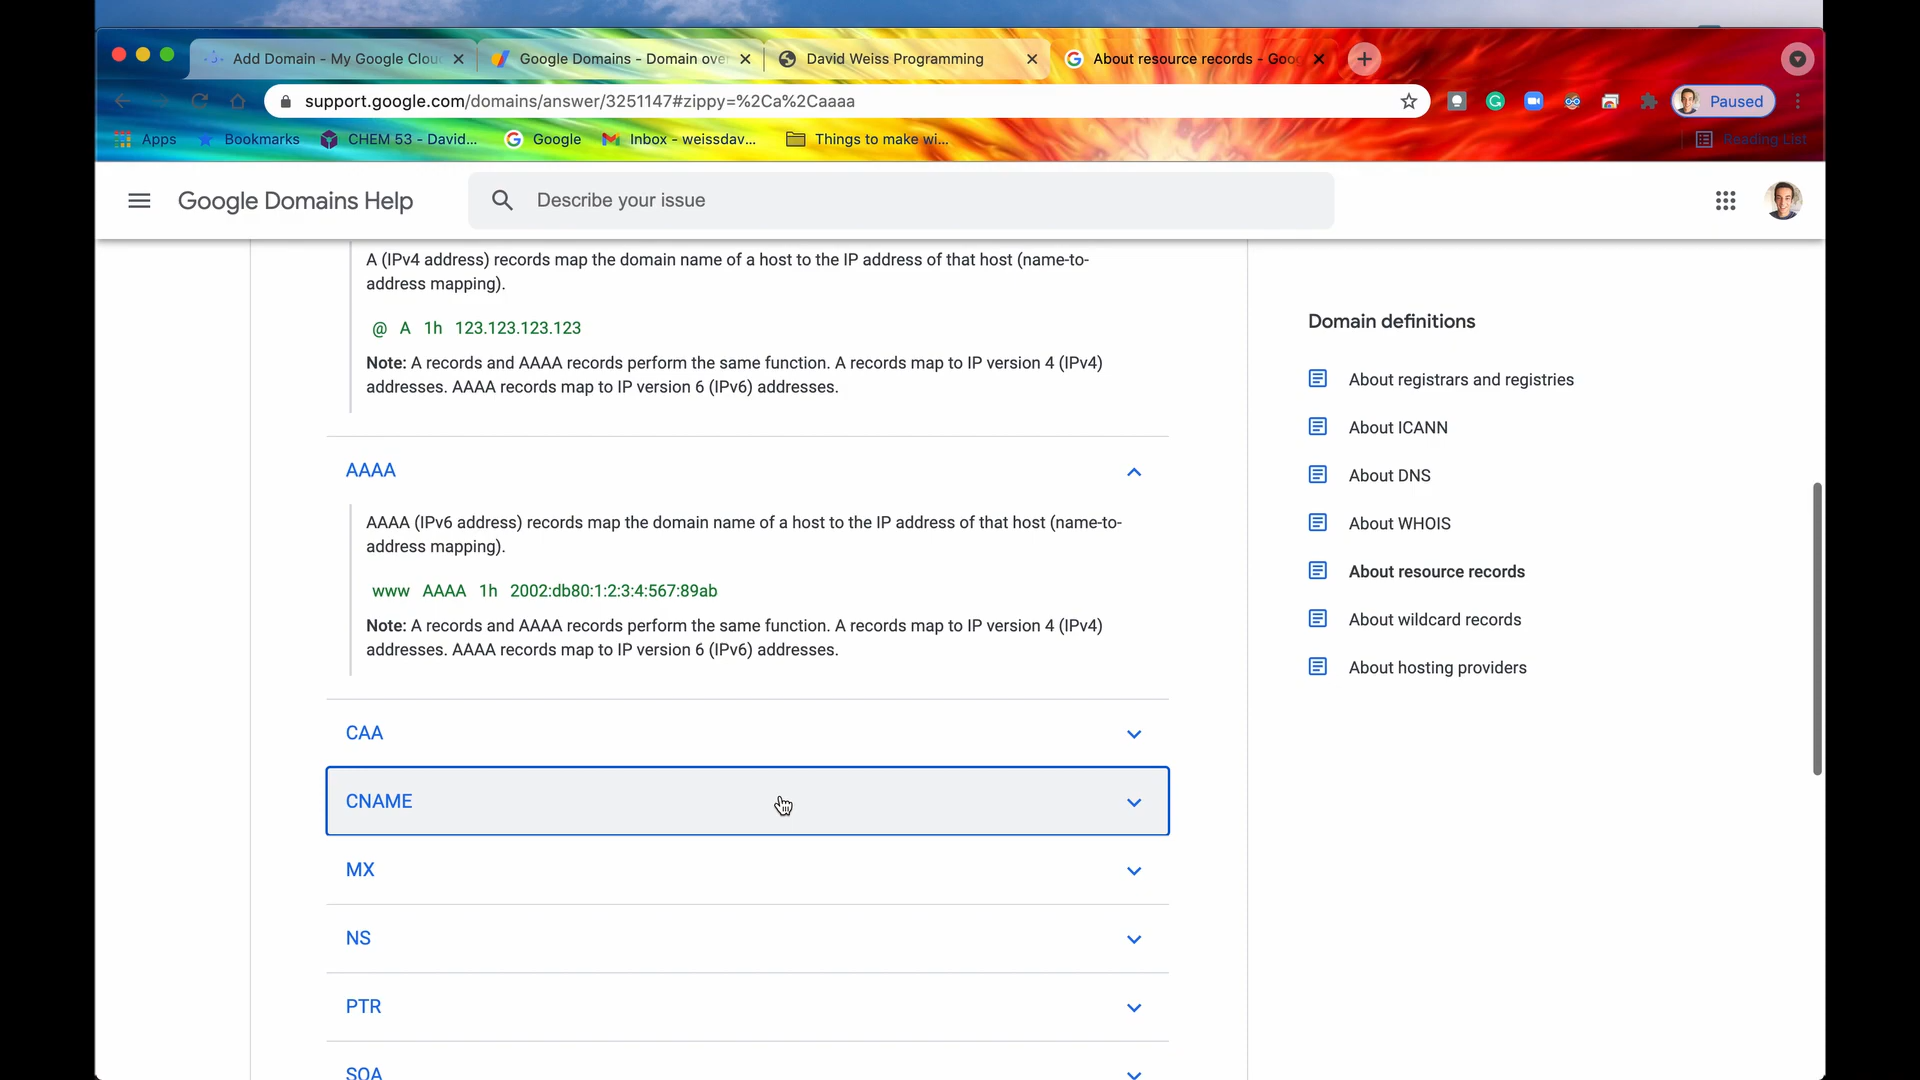 Add Domain - My Google Clou
Google Domains - Domain ove
David Weiss Programming
About resource records - Goog
support.google.com/domains/answer/3251147#zippy=%2Ca%2Caaaa
Paused
Apps
Bookmarks
CHEM 53 - David...
Google
Inbox - weissdav...
Things to make wi...
Reading List
Google Domains Help
Describe your issue
A (IPv4 address) records map the domain name of a host to the IP address of that host (name-to-
address mapping).
@ A 1h 123.123.123.123
Note: A records and AAAA records perform the same function. A records map to IP version 4 (IPv4)
addresses. AAAA records map to IP version 6 (IPv6) addresses.
AAAA
AAAA (IPv6 address) records map the domain name of a host to the IP address of that host (name-to-
address mapping).
www AAAA 1h 2002:db80:1:2:3:4:567:89ab
Note: A records and AAAA records perform the same function. A records map to IP version 4 (IPv4)
addresses. AAAA records map to IP version 6 (IPv6) addresses.
CAA
CNAME
MX
NS
PTR
SOA
Domain definitions
About registrars and registries
About ICANN
About DNS
About WHOIS
About resource records
About wildcard records
About hosting providers